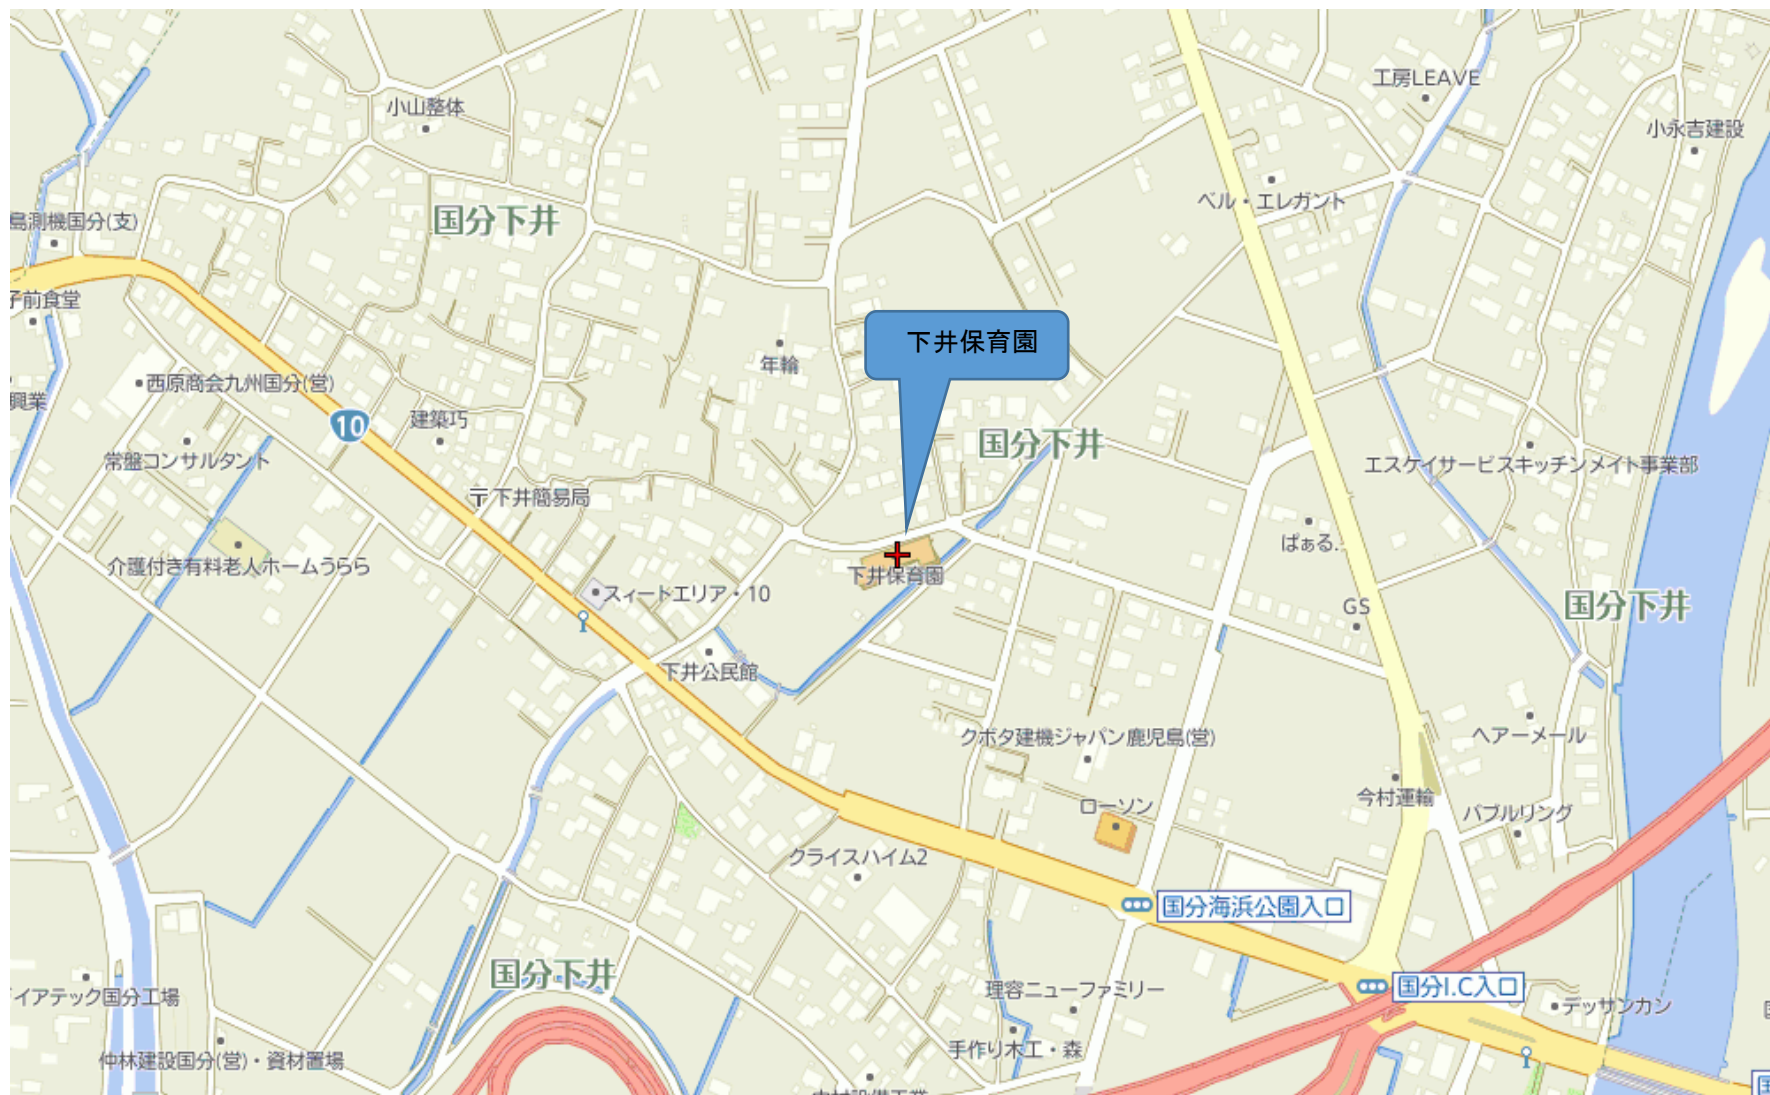 工房LEAVE
小山整体
小永吉建設
ベル・エレガント
島測機国分(支)
国分下井
子前食堂
下井保育園
年輪
西原商会九州国分(営)
興業
10
建築巧
国分下井
常盤コンサルタント
エスケイサービスキッチンメイト事業部
〒下井簡易局
ぱぁる.
介護付き有料老人ホームうらら
下井保育園
スィートエリア・10
GS
国分下井
下井公民館
クボタ建機ジャパン鹿児島(営)
ヘアーメール
今村運輸
ローソン
バブルリング
クライスハイム2
国分海浜公園入口
国分下井
イアテック国分工場
理容ニューファミリー
国分I.C入口
デッサンカン
手作り木工・森
仲林建設国分(営)・資材置場